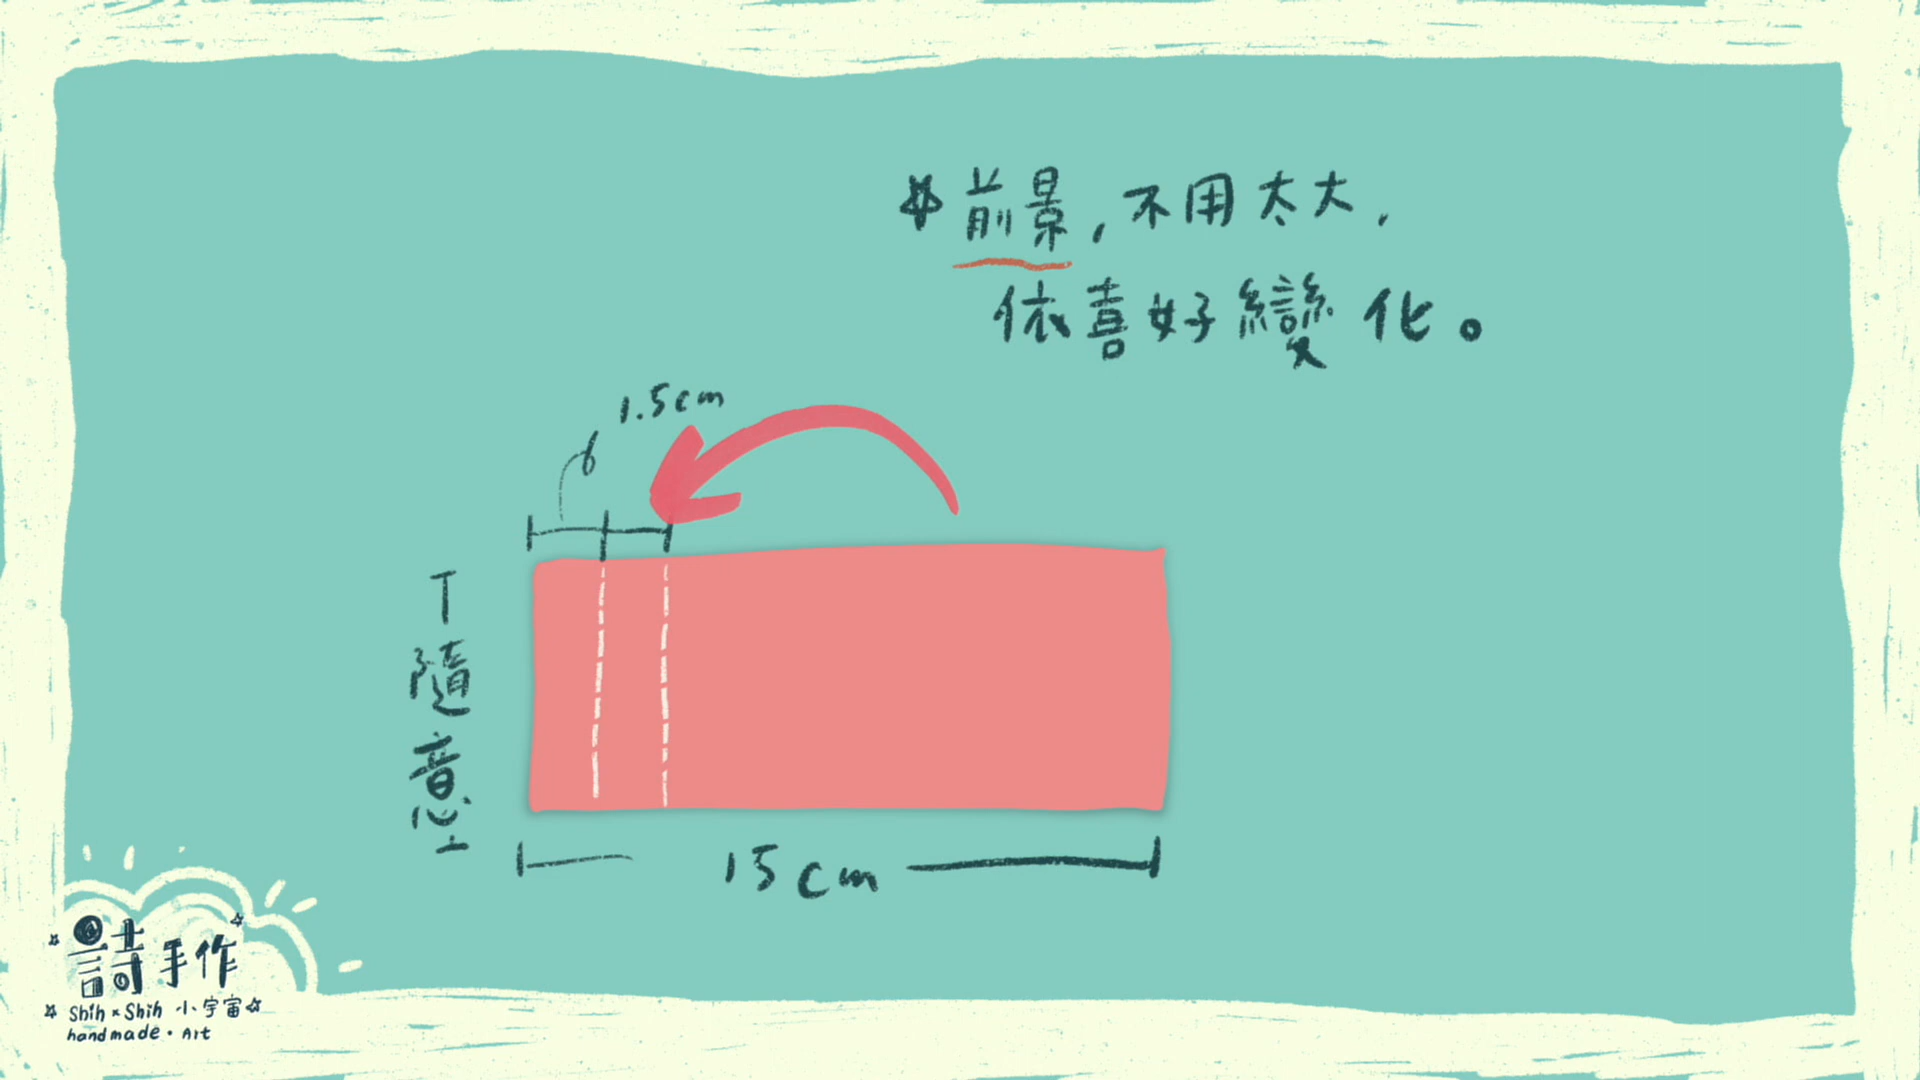 ☆前景,不用太大,
依喜好變化。
1.5cm
隨意
15cm
詩手作
Shih×Shih 小宇宙
handmade·Art